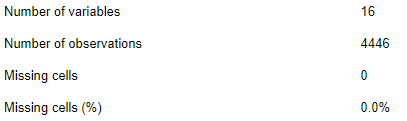 Number of variables 16
Number of observations 4446
Missing cells 0
Missing cells (%) 0.0%